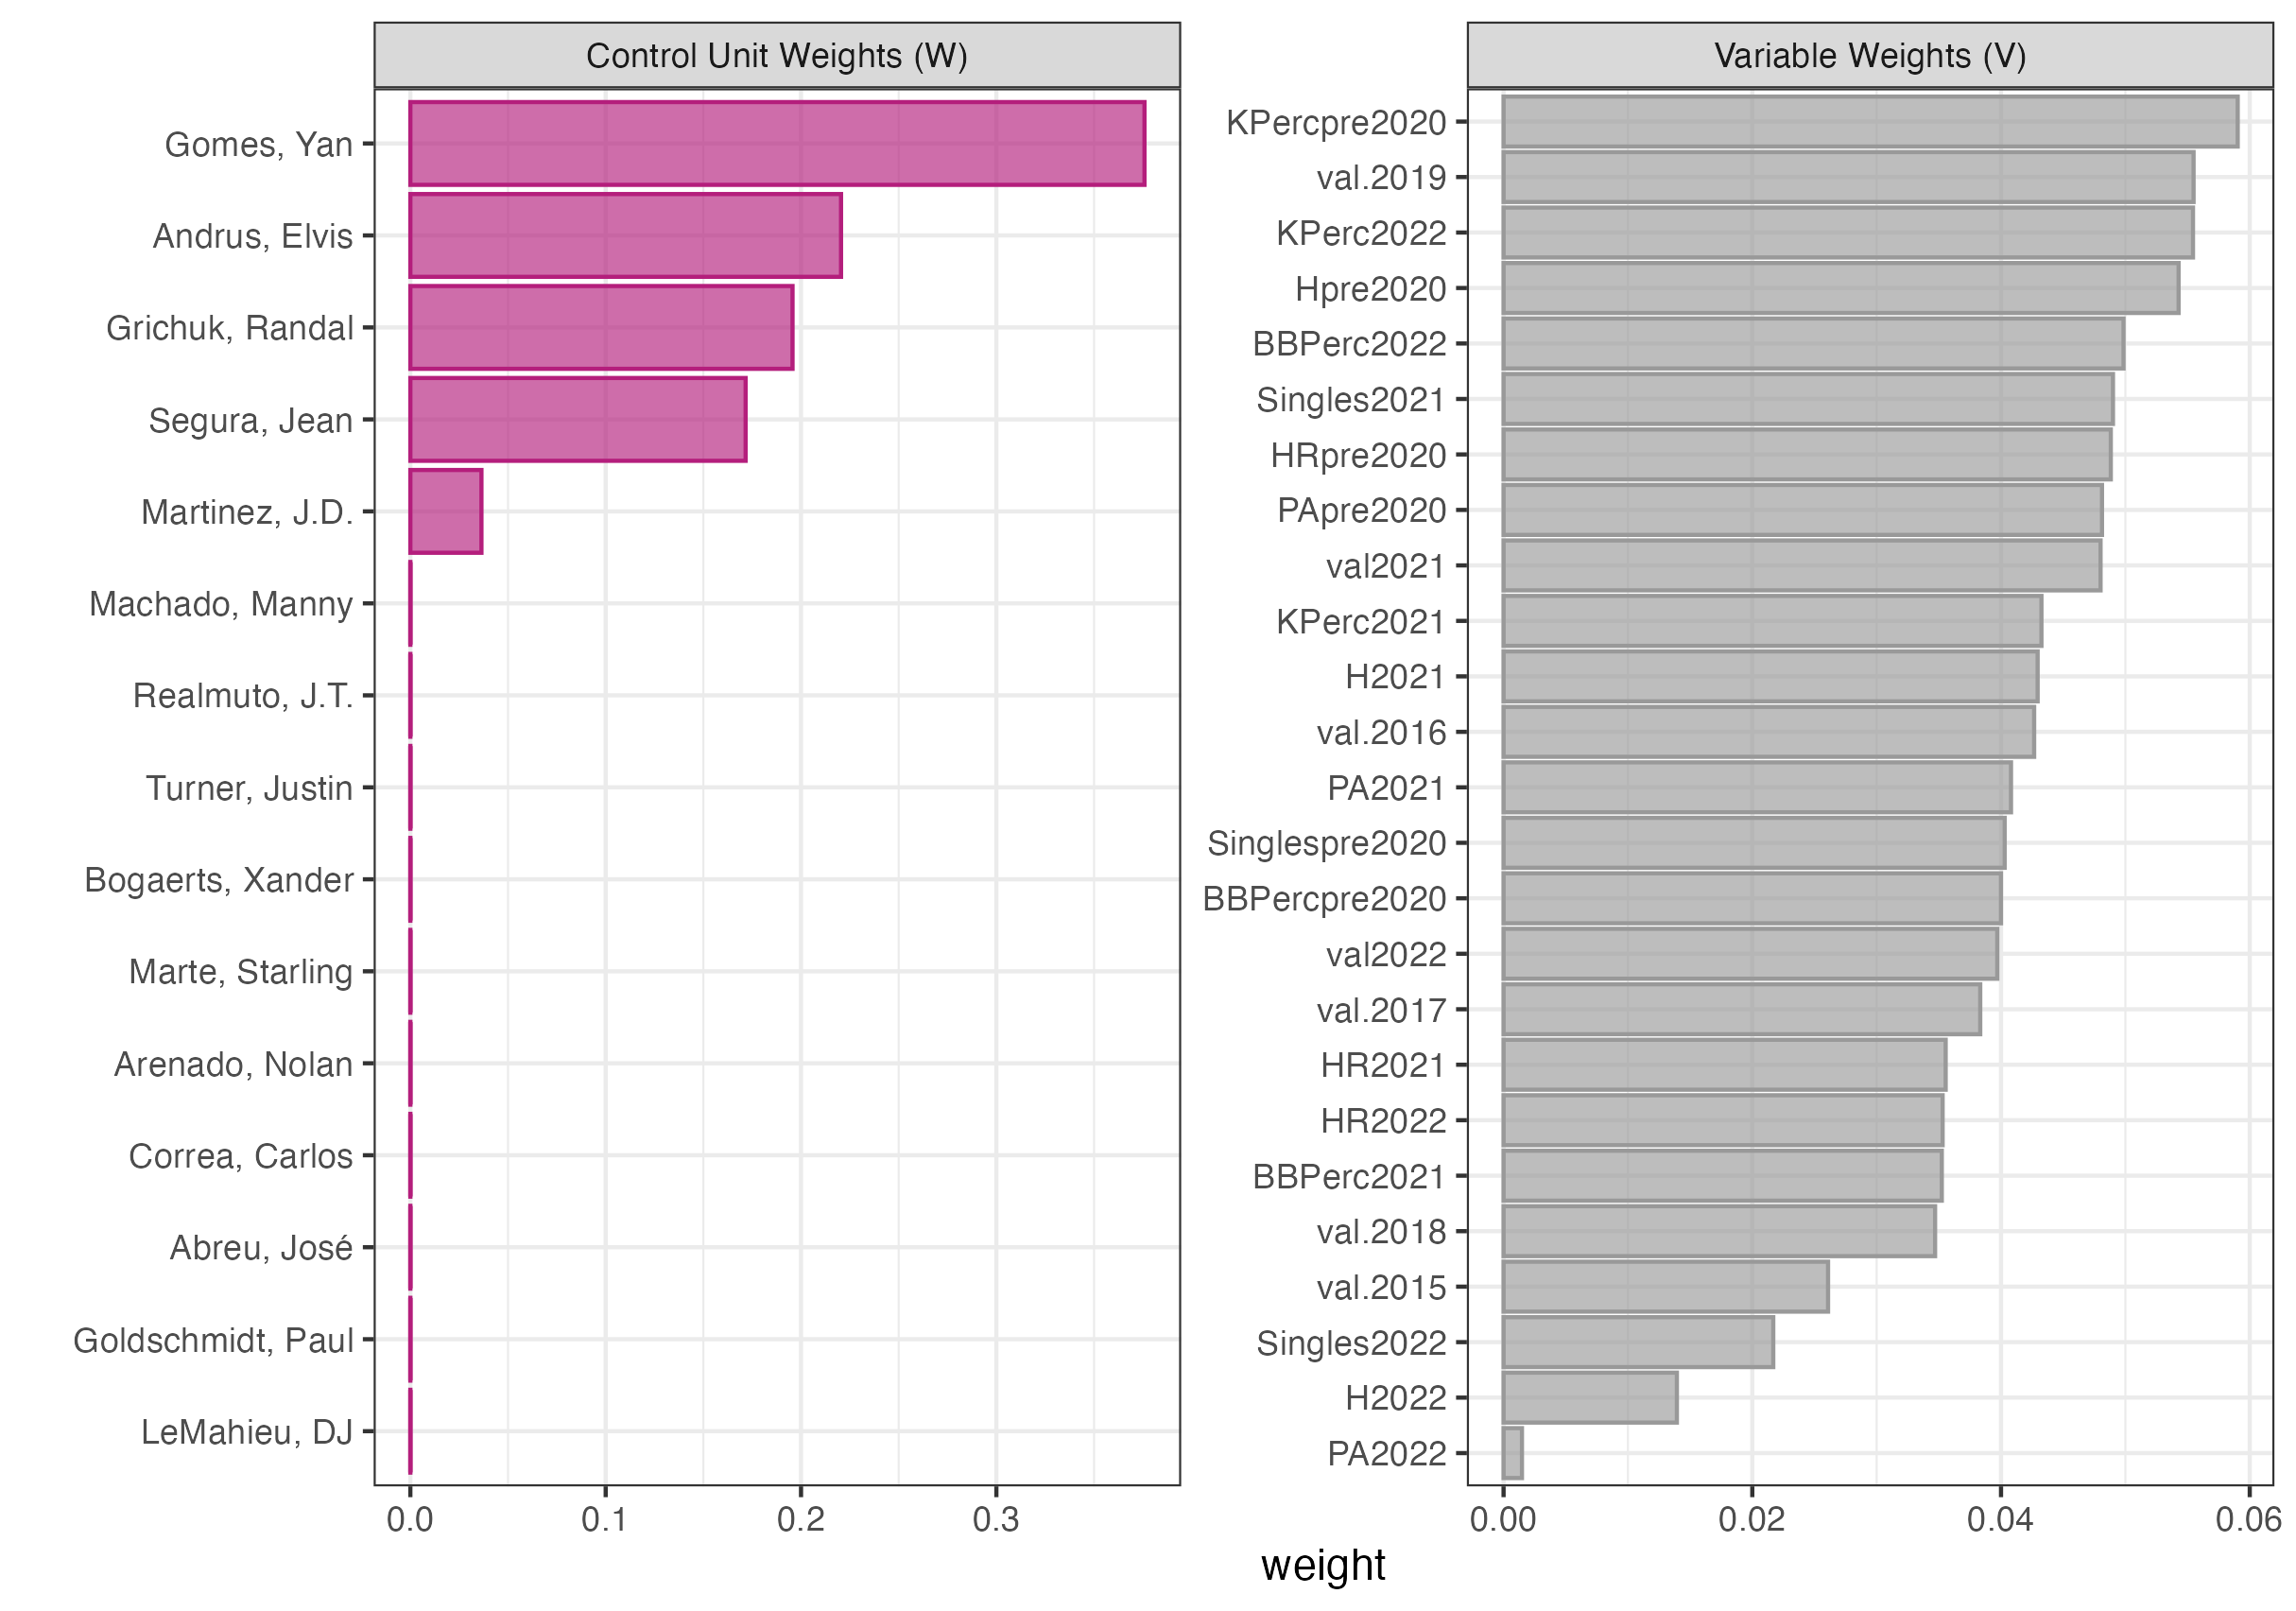 Control Unit Weights (W)
Gomes, Yan
Andrus, Elvis
Grichuk, Randal
Segura, Jean
Martinez, J.D.
Machado, Manny
Realmuto, J.T.
Turner, Justin
Bogaerts, Xander
Marte, Starling
Arenado, Nolan
Correa, Carlos
Abreu, José
Goldschmidt, Paul
LeMahieu, DJ
0.0 0.1 0.2 0.3
Variable Weights (V)
KPercpre2020
val.2019
KPerc2022
Hpre2020
BBPerc2022
Singles2021
HRpre2020
PApre2020
val2021
KPerc2021
H2021
val.2016
PA2021
Singlespre2020
BBPercpre2020
val2022
val.2017
HR2021
HR2022
BBPerc2021
val.2018
val.2015
Singles2022
H2022
PA2022
0.00 0.02 0.04 0.06
weight